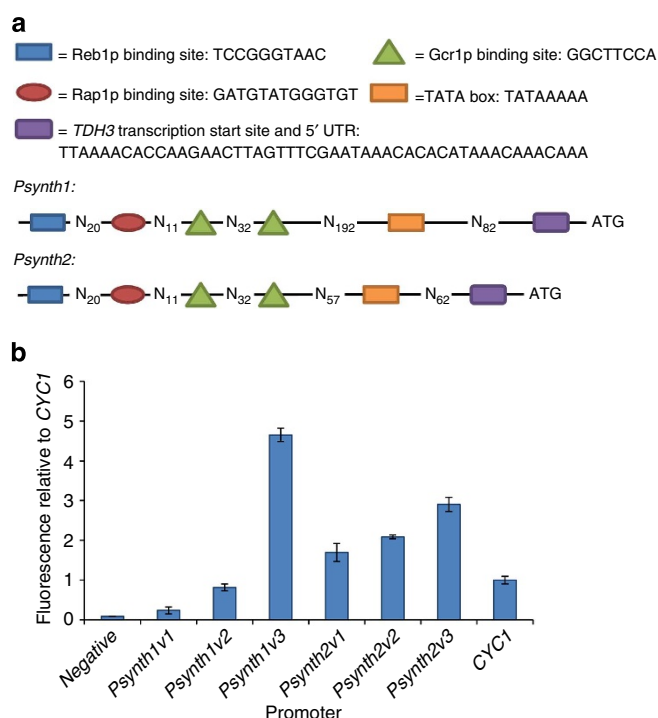 a
= Reb1p binding site: TCCGGGTAAC
= Gcr1p binding site: GGCTTCCA
= Rap1p binding site: GATGTATGGGTGT
=TATA box: TATAAAAA
= TDH3 transcription start site and 5′ UTR:
TTAAAACACCAAGAACTTAGTTTCGAATAAACACACATAAACAAACAAA
Psynth1:
N20 N11 N32 N192 N82 ATG
Psynth2:
N20 N11 N32 N57 N62 ATG
b
Fluorescence relative to CYC1
6
5
4
3
2
1
0
Negative
Psynth1v1
Psynth1v2
Psynth1v3
Psynth2v1
Psynth2v2
Psynth2v3
CYC1
Promoter